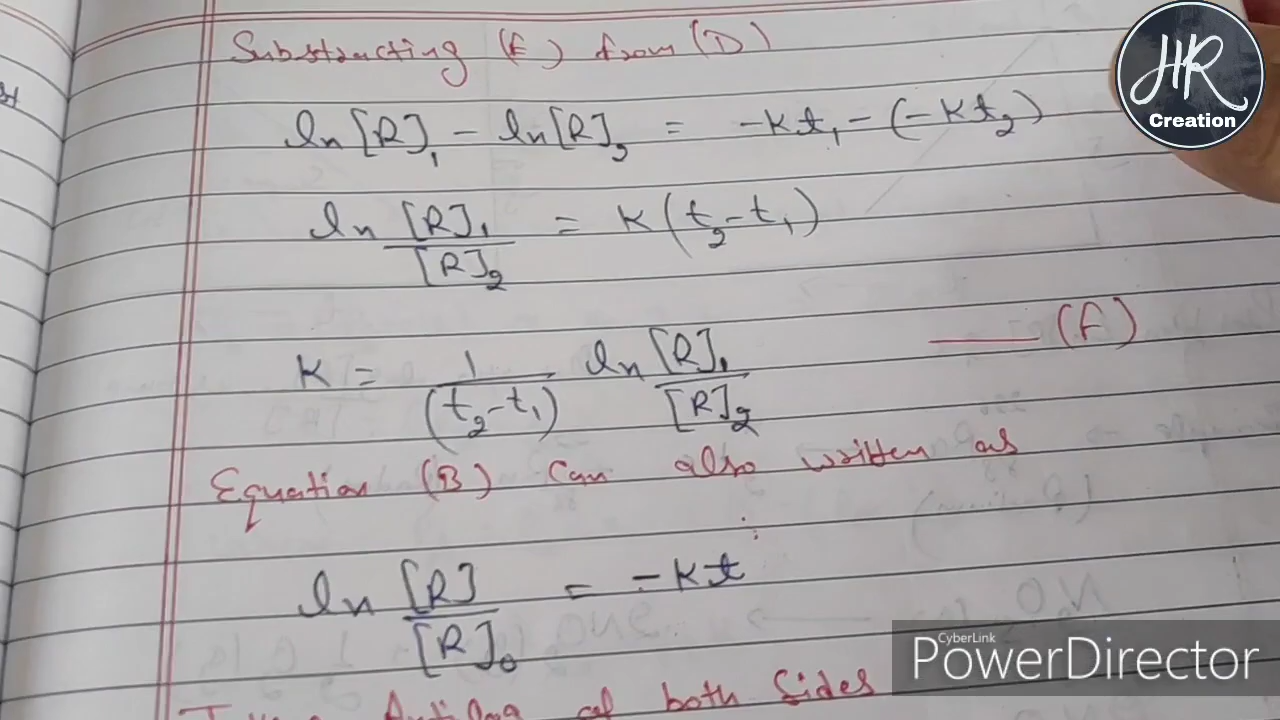 Substracting (E) from (D)
ln [R]₁ - ln[R]₂ = -kt₁ - (-kt₂)
ln [R]₁ / [R]₂ = k(t₂-t₁)
k = 1 / (t₂-t₁) ln [R]₁ / [R]₂ —— (F)
Equation (B) can also written as
ln [R] / [R]₀ = -kt
Antilog of both sides
HR
Creation
CyberLink
PowerDirector